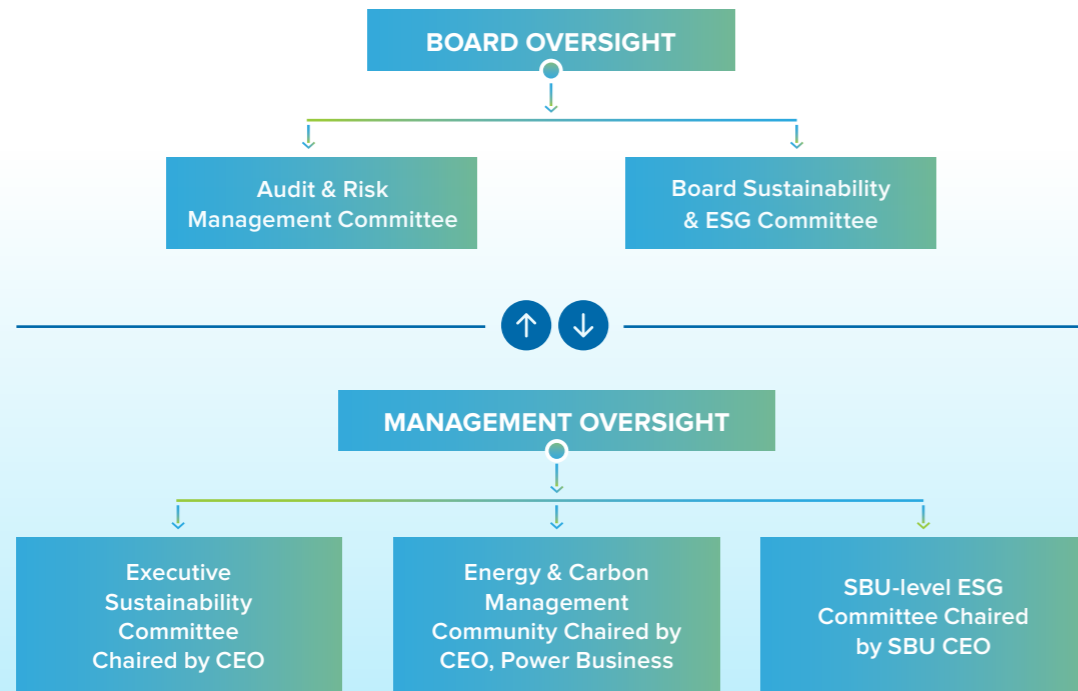 BOARD OVERSIGHT
Audit & Risk
Management Committee
Board Sustainability
& ESG Committee
MANAGEMENT OVERSIGHT
Executive
Sustainability
Committee
Chaired by CEO
Energy & Carbon
Management
Community Chaired by
CEO, Power Business
SBU-level ESG
Committee Chaired
by SBU CEO